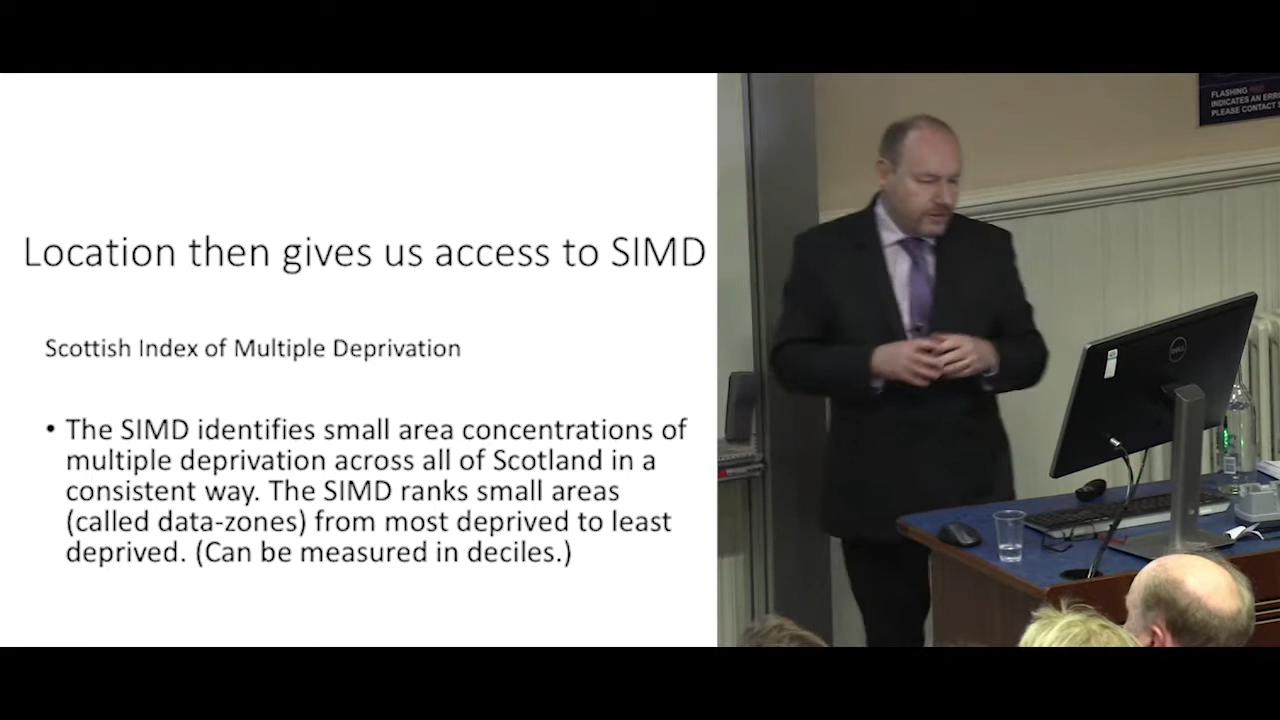 Location then gives us access to SIMD
Scottish Index of Multiple Deprivation
• The SIMD identifies small area concentrations of
multiple deprivation across all of Scotland in a
consistent way. The SIMD ranks small areas
(called data-zones) from most deprived to least
deprived. (Can be measured in deciles.)
FLASHING RED
INDICATES AN ERR
PLEASE CONTACT S
DELL